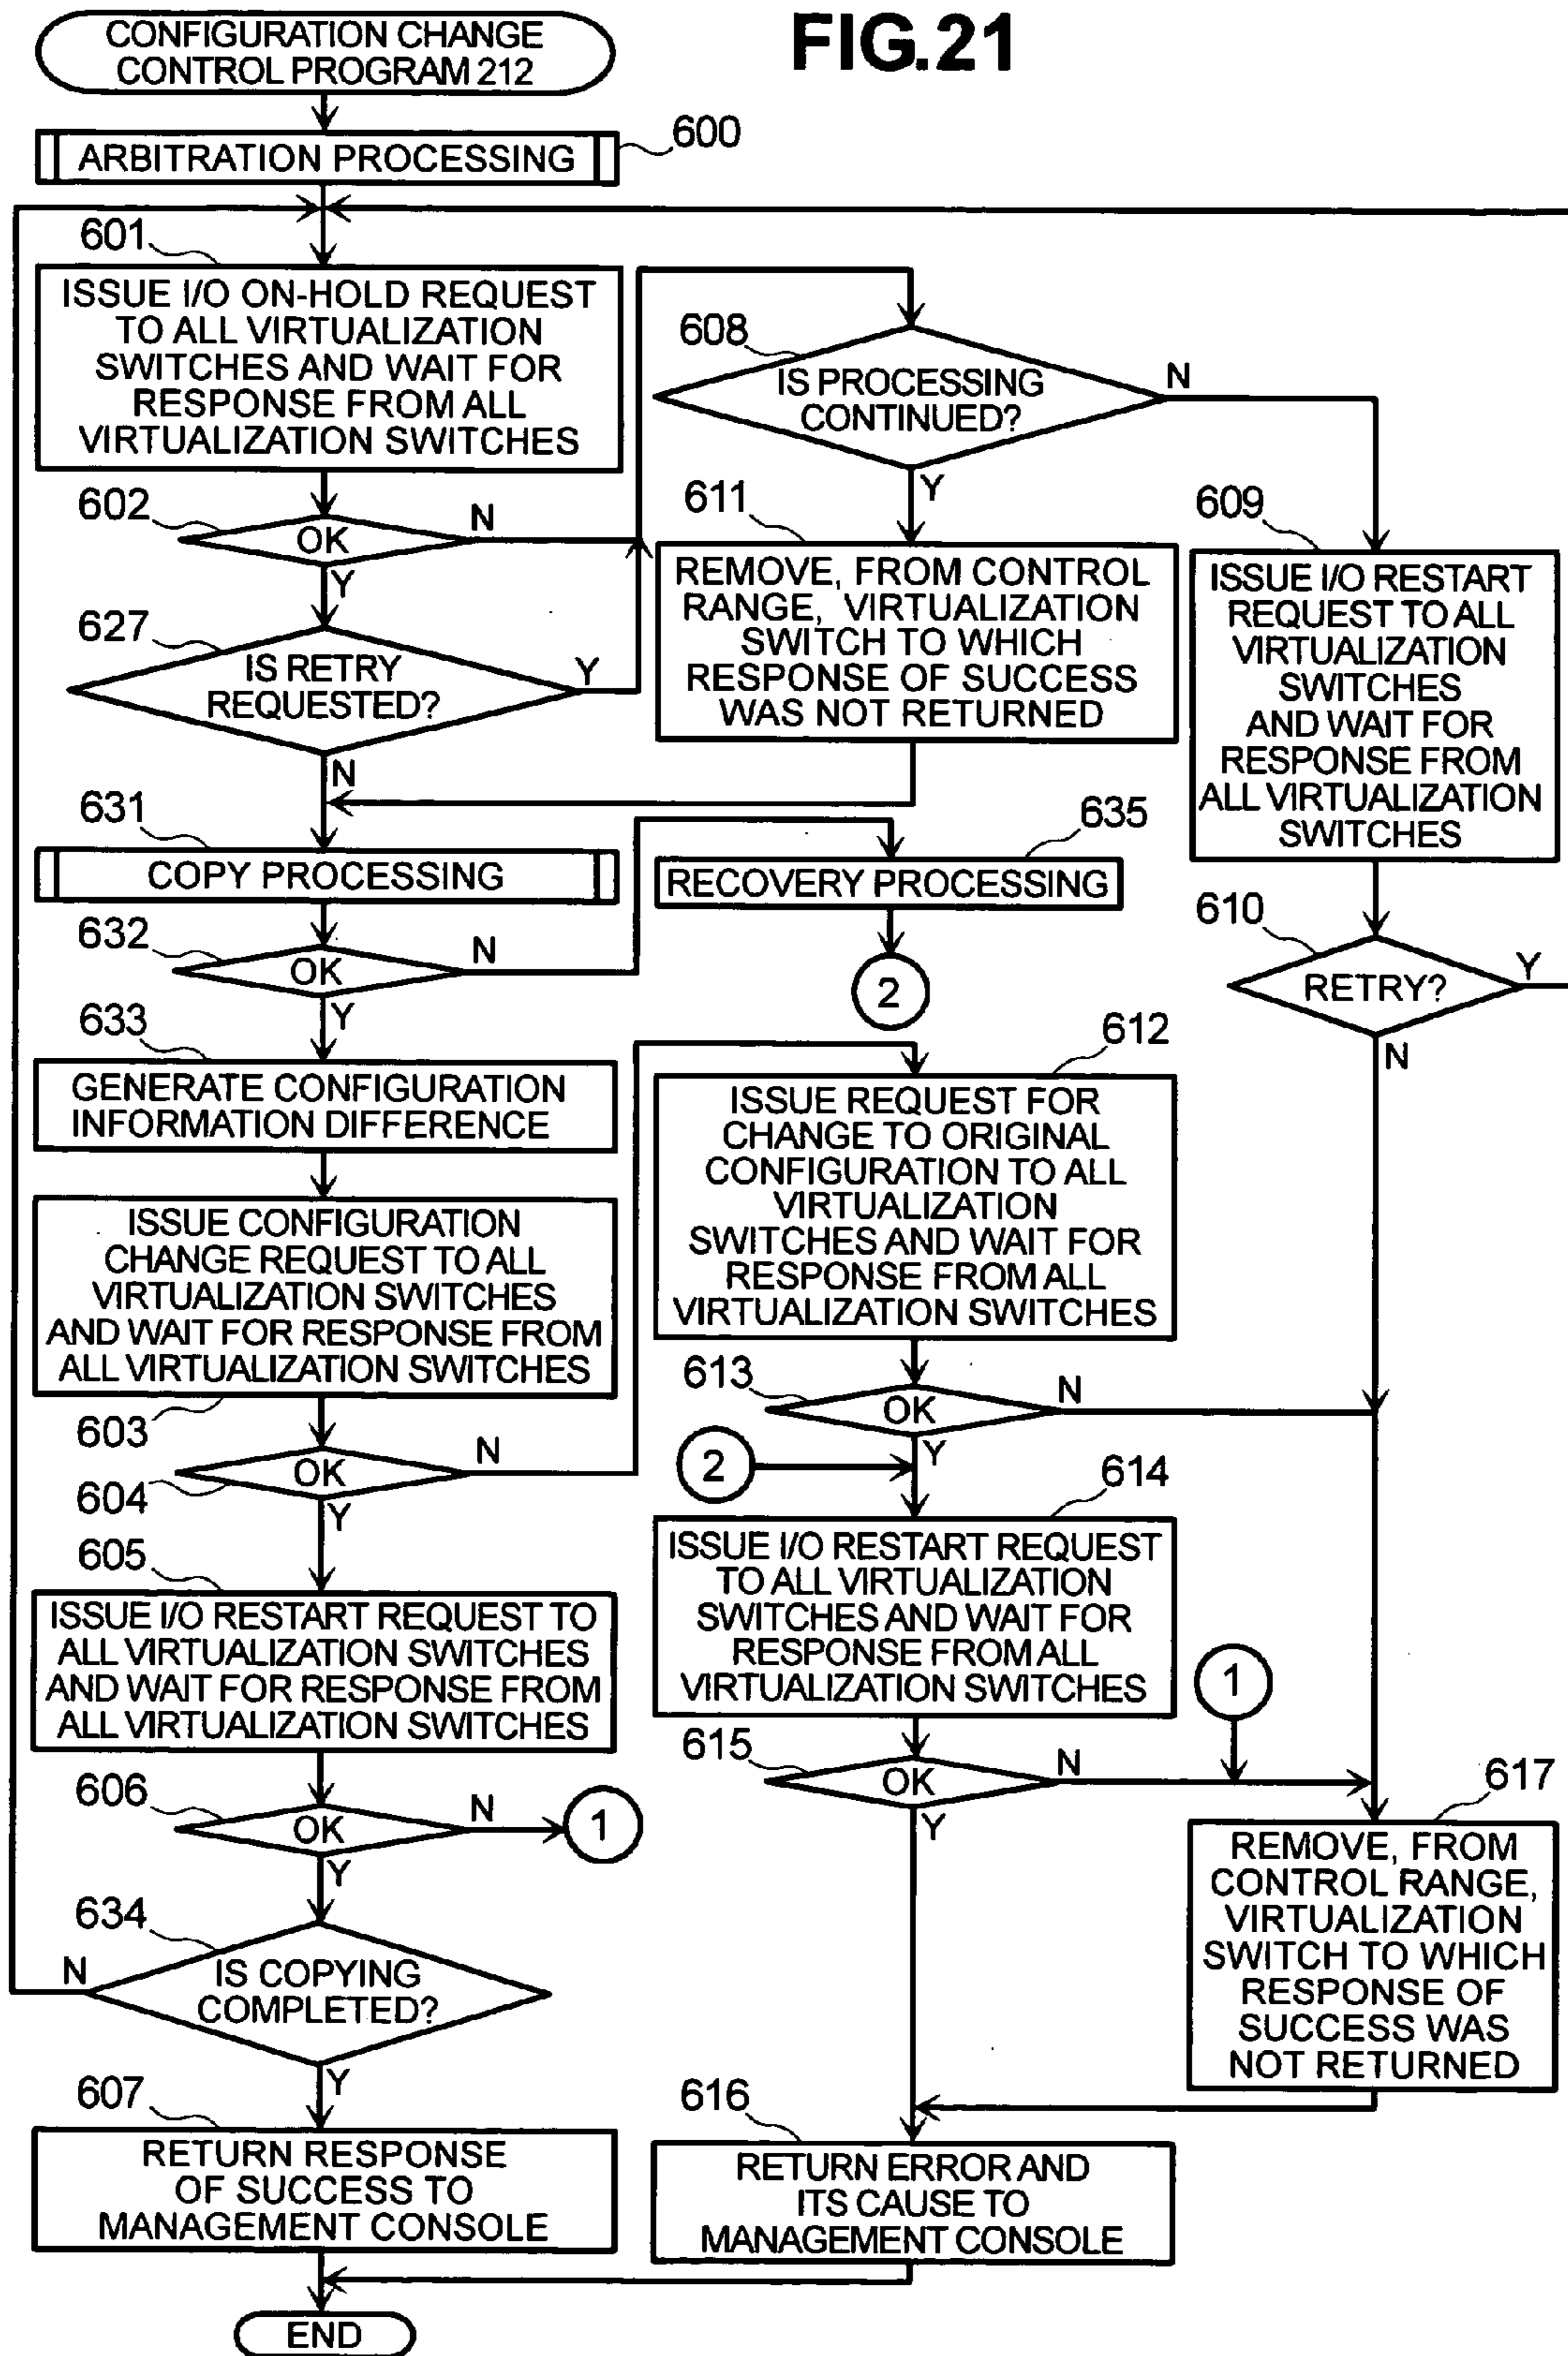 FIG.21
CONFIGURATION CHANGE
CONTROL PROGRAM 212
ARBITRATION PROCESSING
600
601
ISSUE I/O ON-HOLD REQUEST
TO ALL VIRTUALIZATION
SWITCHES AND WAIT FOR
RESPONSE FROM ALL
VIRTUALIZATION SWITCHES
602
OK
N
Y
627
IS RETRY
REQUESTED?
Y
N
608
IS PROCESSING
CONTINUED?
N
Y
611
REMOVE, FROM CONTROL
RANGE, VIRTUALIZATION
SWITCH TO WHICH
RESPONSE OF SUCCESS
WAS NOT RETURNED
609
ISSUE I/O RESTART
REQUEST TO ALL
VIRTUALIZATION
SWITCHES
AND WAIT FOR
RESPONSE FROM
ALL VIRTUALIZATION
SWITCHES
610
RETRY?
Y
N
631
COPY PROCESSING
635
RECOVERY PROCESSING
2
632
OK
N
Y
633
GENERATE CONFIGURATION
INFORMATION DIFFERENCE
ISSUE CONFIGURATION
CHANGE REQUEST TO ALL
VIRTUALIZATION SWITCHES
AND WAIT FOR RESPONSE FROM
ALL VIRTUALIZATION SWITCHES
603
604
OK
N
Y
612
ISSUE REQUEST FOR
CHANGE TO ORIGINAL
CONFIGURATION TO ALL
VIRTUALIZATION
SWITCHES AND WAIT FOR
RESPONSE FROM ALL
VIRTUALIZATION SWITCHES
613
OK
N
Y
2
614
ISSUE I/O RESTART REQUEST
TO ALL VIRTUALIZATION
SWITCHES AND WAIT FOR
RESPONSE FROM ALL
VIRTUALIZATION SWITCHES
605
ISSUE I/O RESTART REQUEST TO
ALL VIRTUALIZATION SWITCHES
AND WAIT FOR RESPONSE FROM
ALL VIRTUALIZATION SWITCHES
606
OK
N
1
Y
615
OK
N
Y
1
617
REMOVE, FROM
CONTROL RANGE,
VIRTUALIZATION
SWITCH TO WHICH
RESPONSE OF
SUCCESS WAS
NOT RETURNED
634
N
IS COPYING
COMPLETED?
Y
607
RETURN RESPONSE
OF SUCCESS TO
MANAGEMENT CONSOLE
616
RETURN ERROR AND
ITS CAUSE TO
MANAGEMENT CONSOLE
END